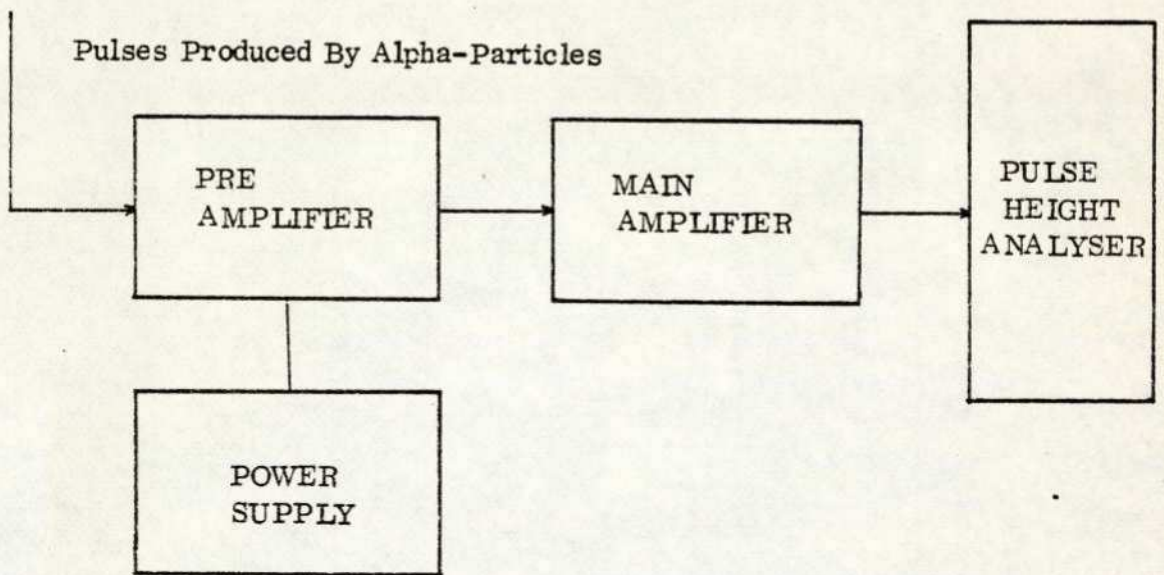 Pulses Produced By Alpha-Particles
PRE
AMPLIFIER
MAIN
AMPLIFIER
PULSE
HEIGHT
ANALYSER
POWER
SUPPLY